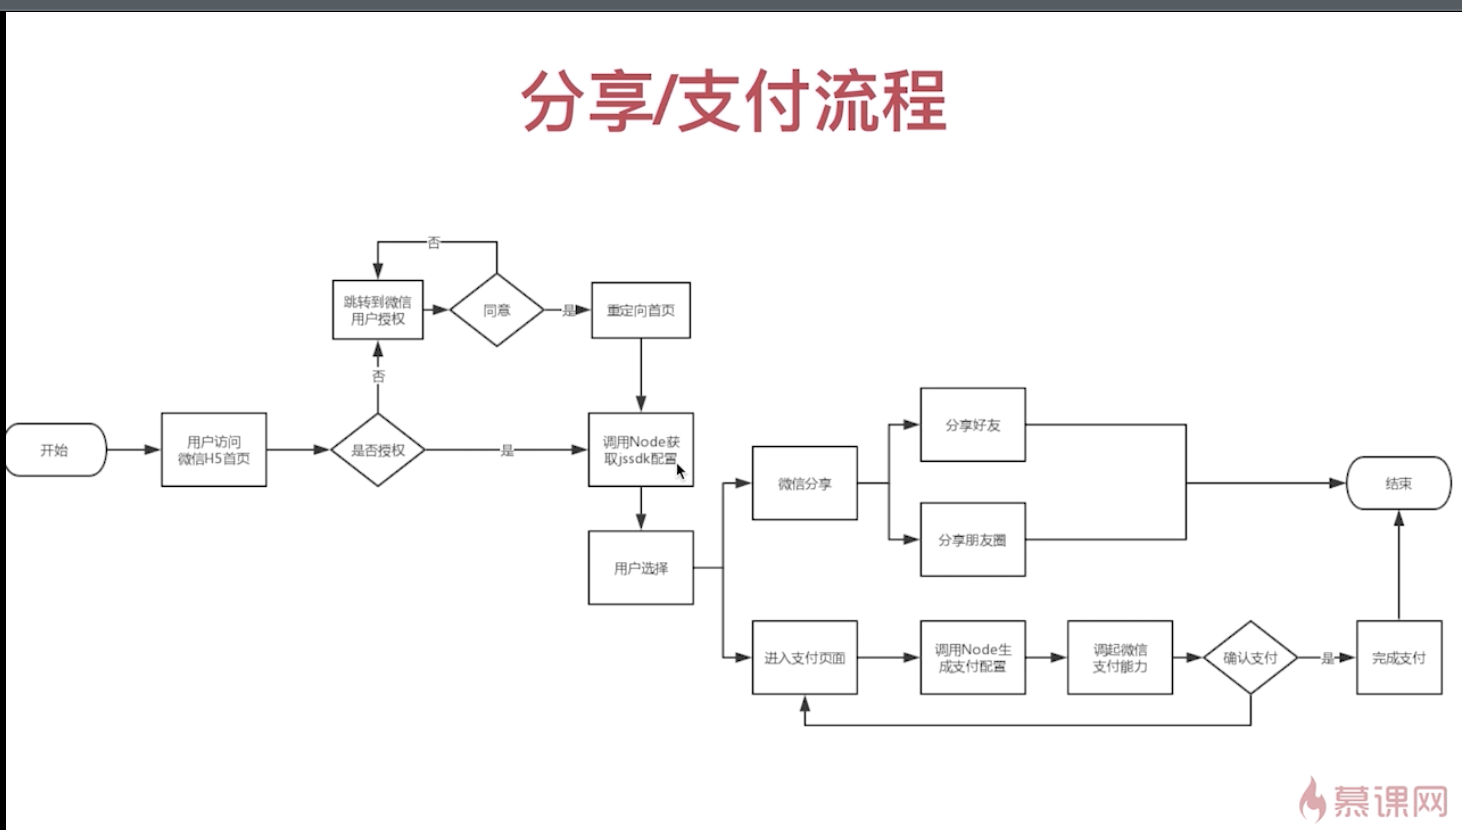 分享/支付流程
否
跳转到微信
用户授权
同意
是
重定向首页
否
开始
用户访问
微信H5首页
是否授权
是
调用Node获
取jssdk配置
用户选择
微信分享
分享好友
分享朋友圈
结束
进入支付页面
调用Node生
成支付配置
调起微信
支付能力
确认支付
是
完成支付
慕课网